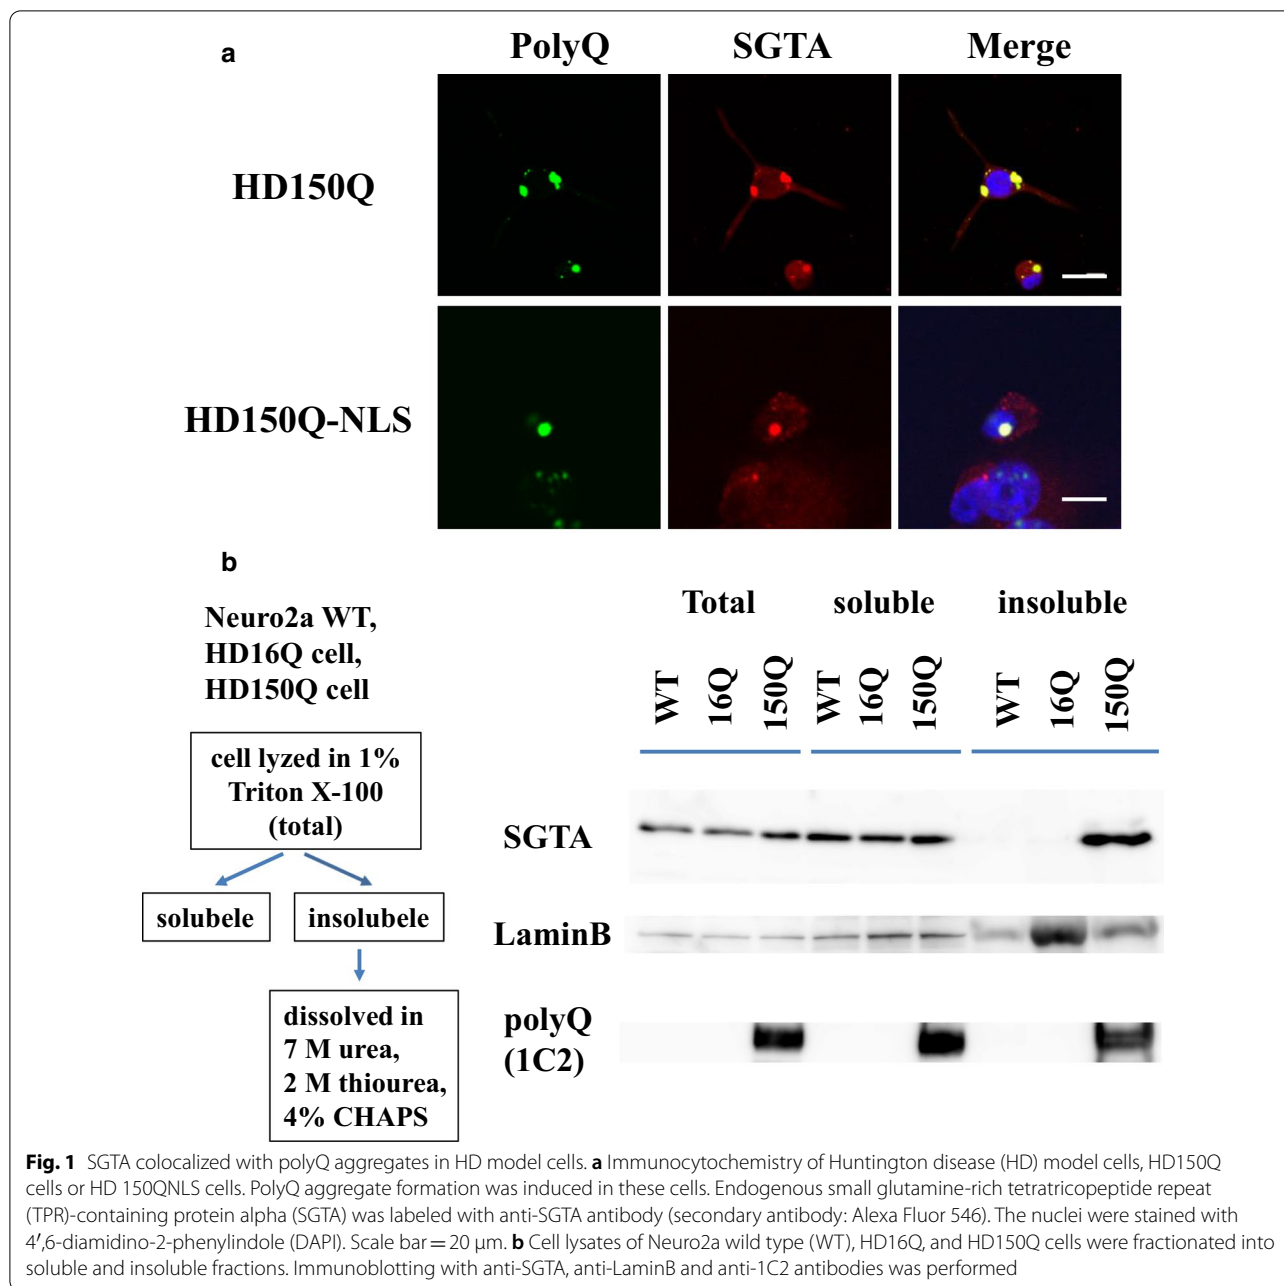 a
PolyQ SGTA Merge
HD150Q
HD150Q-NLS
b
Neuro2a WT,
HD16Q cell,
HD150Q cell
cell lyzed in 1%
Triton X-100
(total)
solubele insolubele
dissolved in
7 M urea,
2 M thiourea,
4% CHAPS
Total soluble insoluble
WT 16Q 150Q WT 16Q 150Q WT 16Q 150Q
SGTA
LaminB
polyQ
(1C2)
Fig. 1 SGTA colocalized with polyQ aggregates in HD model cells. a Immunocytochemistry of Huntington disease (HD) model cells, HD150Q
cells or HD 150QNLS cells. PolyQ aggregate formation was induced in these cells. Endogenous small glutamine-rich tetratricopeptide repeat
(TPR)-containing protein alpha (SGTA) was labeled with anti-SGTA antibody (secondary antibody: Alexa Fluor 546). The nuclei were stained with
4′,6-diamidino-2-phenylindole (DAPI). Scale bar = 20 μm. b Cell lysates of Neuro2a wild type (WT), HD16Q, and HD150Q cells were fractionated into
soluble and insoluble fractions. Immunoblotting with anti-SGTA, anti-LaminB and anti-1C2 antibodies was performed